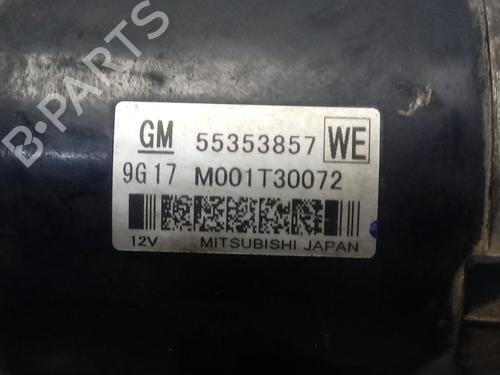 B-PARTS
GM 55353857 WE
9G17 M001T30072
12V MITSUBISHI JAPAN